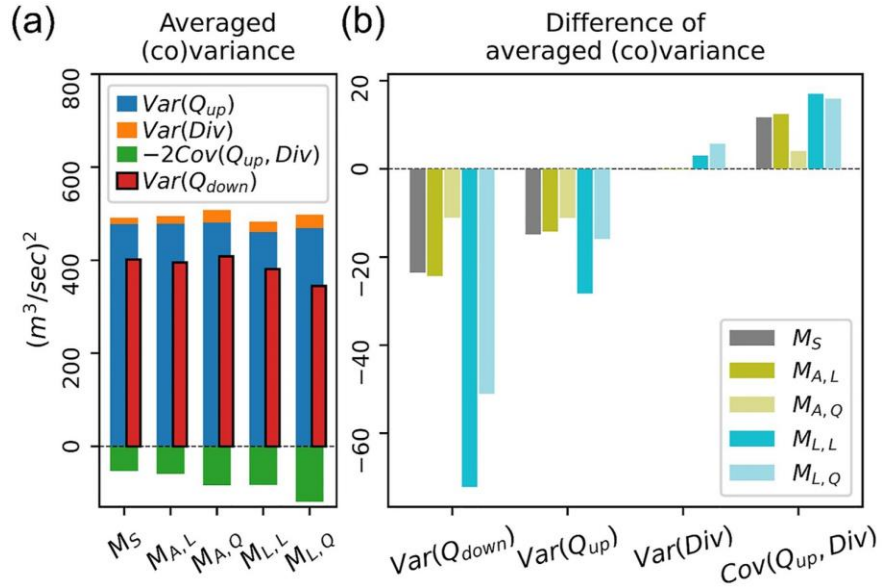 (a)
Averaged
(co)variance
(m³/sec)²
800
600
400
200
0
Var(Q_up)
Var(Div)
−2Cov(Q_up, Div)
Var(Q_down)
M_S
M_A,L
M_A,Q
M_L,L
M_L,Q
(b)
Difference of
averaged (co)variance
20
0
−20
−40
−60
M_S
M_A,L
M_A,Q
M_L,L
M_L,Q
Var(Q_down)
Var(Q_up)
Var(Div)
Cov(Q_up, Div)